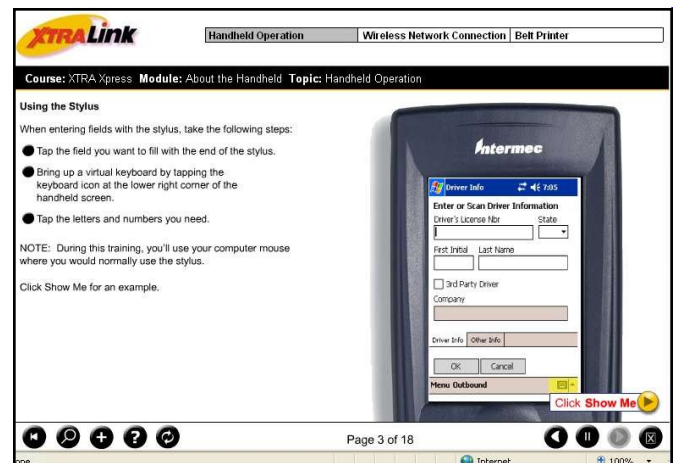 XTRALink
Handheld Operation
Wireless Network Connection
Belt Printer
Course: XTRA Xpress Module: About the Handheld Topic: Handheld Operation
Using the Stylus
When entering fields with the stylus, take the following steps:
Tap the field you want to fill with the end of the stylus.
Bring up a virtual keyboard by tapping the
keyboard icon at the lower right corner of the
handheld screen.
Tap the letters and numbers you need.
NOTE: During this training, you'll use your computer mouse
where you would normally use the stylus.
Click Show Me for an example.
Intermec
Driver Info 7:05
Enter or Scan Driver Information
Driver's License Nbr State
First Initial Last Name
3rd Party Driver
Company
Driver Info Other Info
OK Cancel
Menu Outbound
Click Show Me
Page 3 of 18
Internet 100%